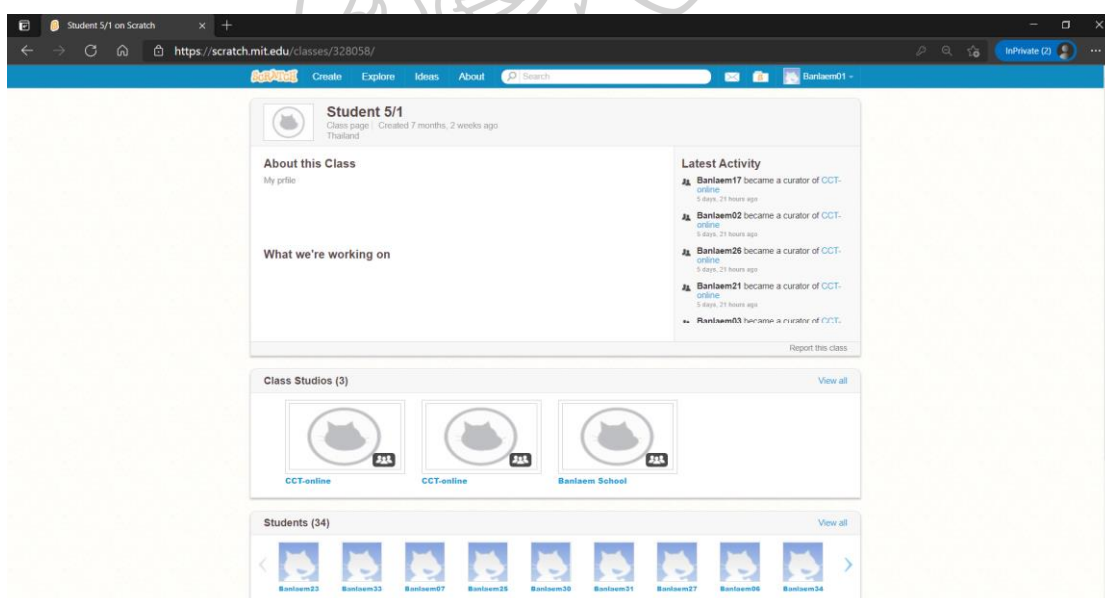 Student 5/1 on Scratch
https://scratch.mit.edu/classes/328058/
InPrivate (2)
SCRATCH Create Explore Ideas About Search Banlaem01
Student 5/1
Class page | Created 7 months, 2 weeks ago
Thailand
About this Class
My prfile
What we're working on
Latest Activity
Banlaem17 became a curator of CCT-
online
5 days, 21 hours ago
Banlaem02 became a curator of CCT-
online
5 days, 21 hours ago
Banlaem26 became a curator of CCT-
online
5 days, 21 hours ago
Banlaem21 became a curator of CCT-
online
5 days, 21 hours ago
Banlaem03 became a curator of CCT-
Report this class
Class Studios (3) View all
CCT-online CCT-online Banlaem School
Students (34) View all
Banlaem23 Banlaem33 Banlaem07 Banlaem25 Banlaem30 Banlaem31 Banlaem27 Banlaem06 Banlaem34